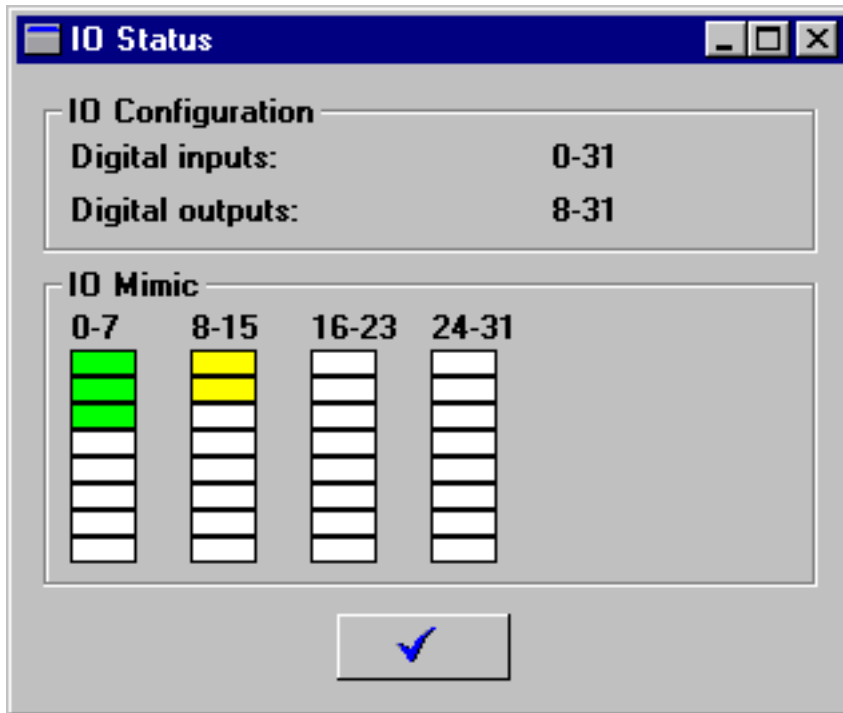 IO Status
IO Configuration
Digital inputs: 0-31
Digital outputs: 8-31
IO Mimic
0-7 8-15 16-23 24-31